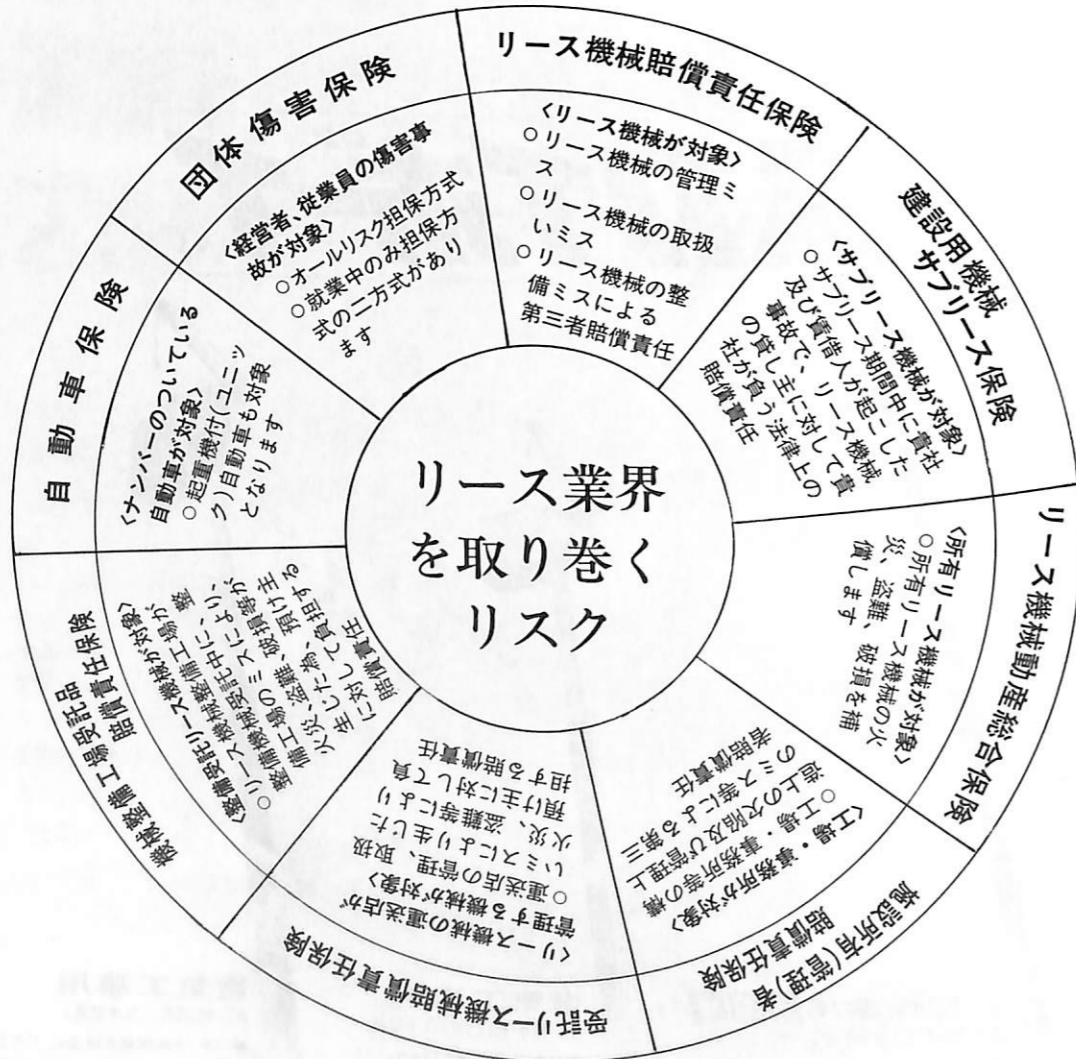 リース機械賠償責任保険
〈リース機械が対象〉
○リース機械の管理ミ
ス
○リース機械の取扱
いミス
○リース機械の整
備ミスによる
第三者賠償責任
建設用機械
サブリース保険
〈サブリース機械が対象〉
○サブリース期間中に貴社
及び賃借人が起こした
事故で、リース機械
の貸し主に対して貴
社が負う法律上の
賠償責任
リース機械動産総合保険
〈所有リース機械が対象〉
○所有リース機械の火
災、盗難、破損を補
償します
施設所有(管理)者
賠償責任保険
〈工場・事務所が対象〉
○工場・事務所等の構
造上の欠陥及び管理上
のミス等による第三
者賠償責任
受託リース機械賠償責任保険
〈リース機械の運送店が
管理する機械が対象〉
○運送店の管理、取扱
いミスにより生じた
火災、盗難等により
預け主に対して負
担する賠償責任
機械整備工場受託品
賠償責任保険
〈整備受託リース機械が対象〉
○リース機械整備工場が
整備機械受託中に、整
備工場のミスにより、
火災、盗難、破損等が
生じたため、預け主
に対して負担する
賠償責任
自動車保険
〈ナンバーのついている
自動車が対象〉
○起重機付(ユニッ
ク)自動車も対象
となります
団体傷害保険
〈経営者、従業員の傷害事
故が対象〉
○オールリスク担保方式
○就業中のみ担保方
式の二方式があり
ます
リース業界
を取り巻く
リスク